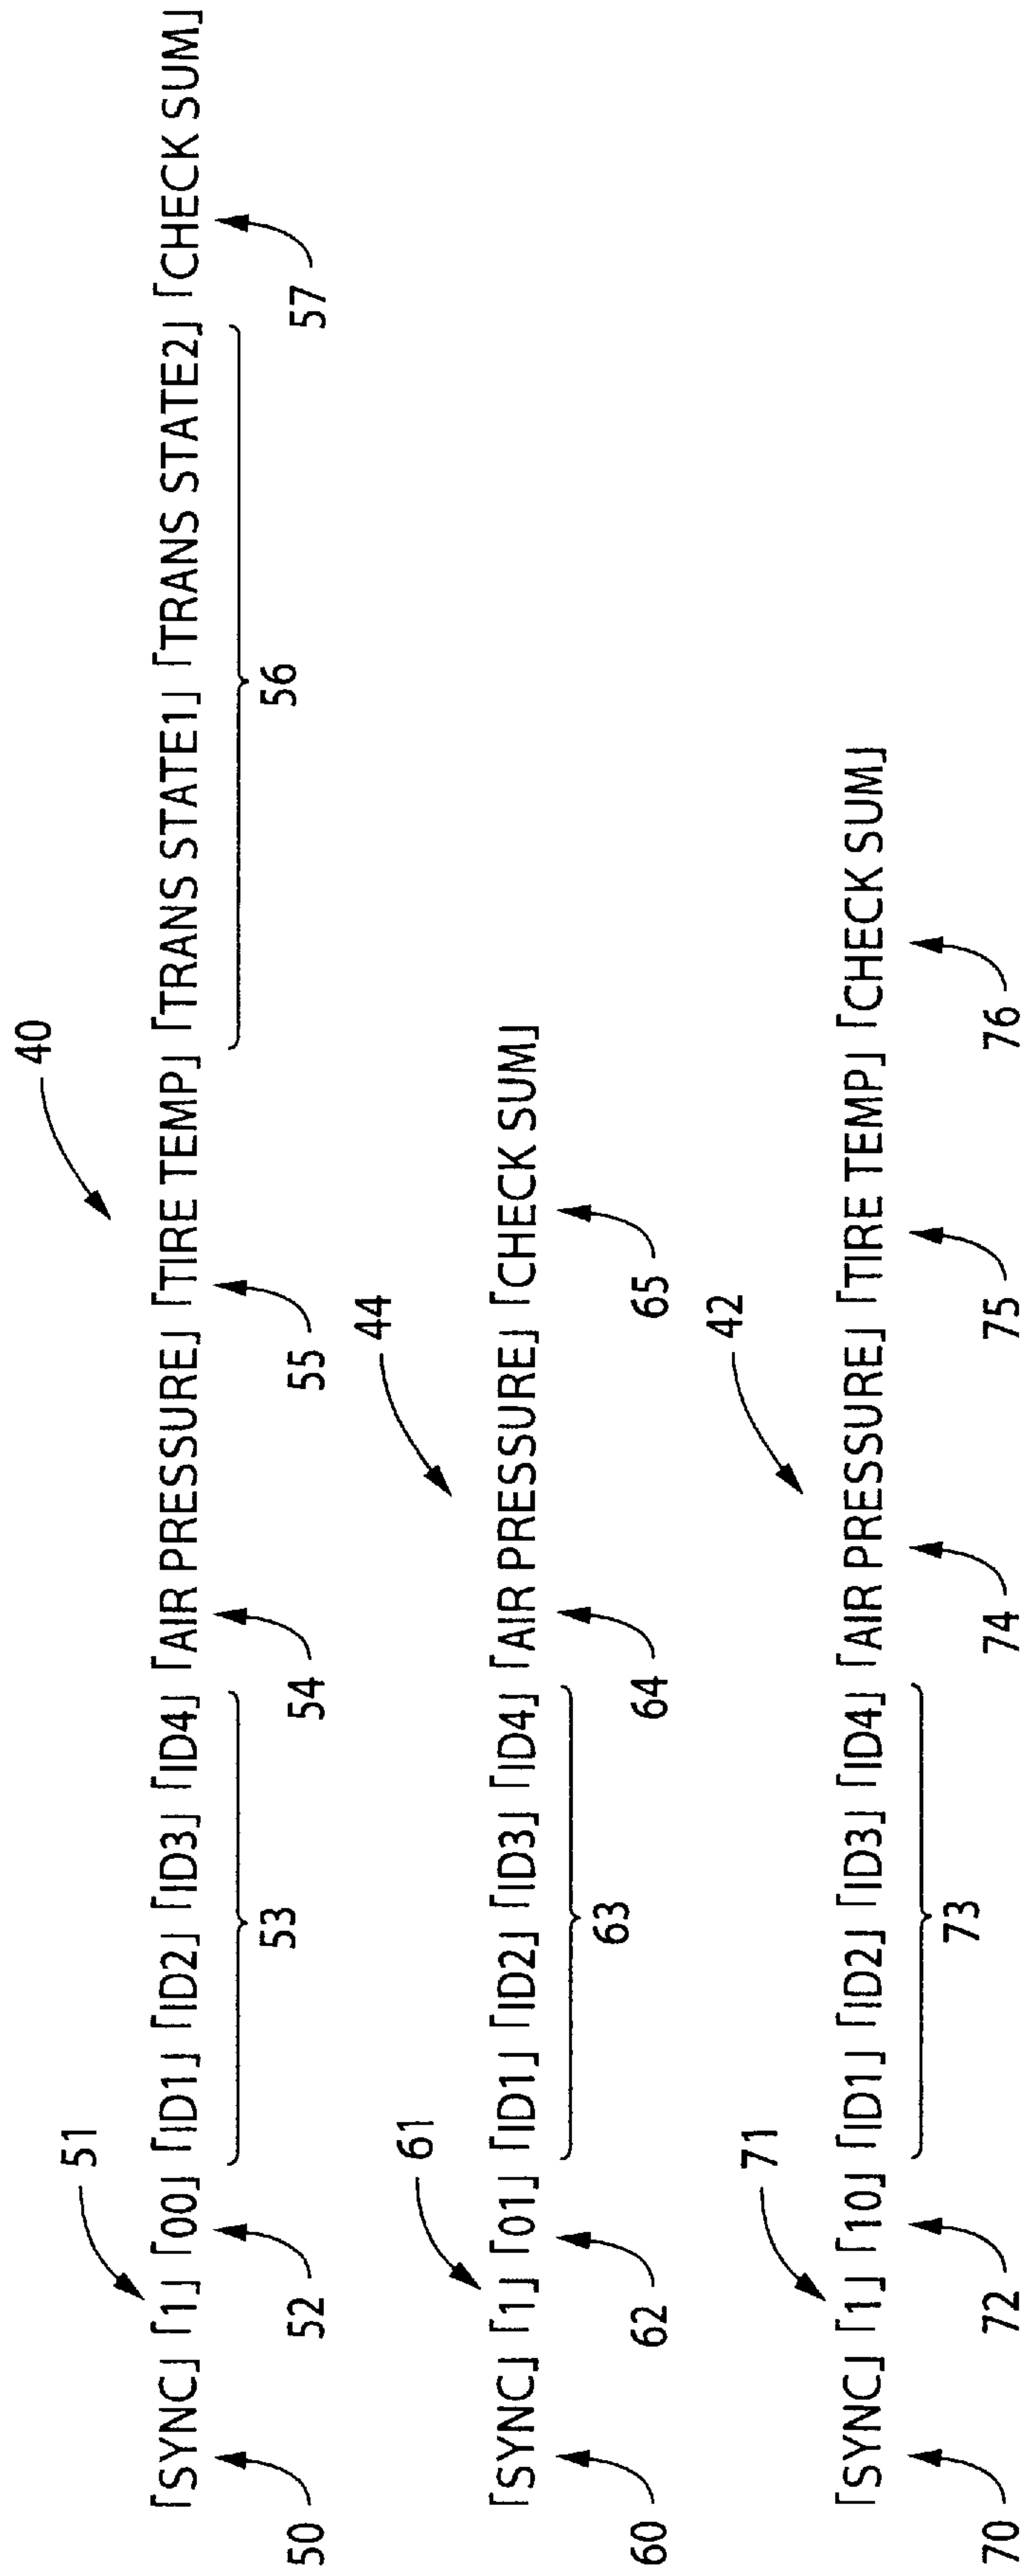 40
51
「SYNC」「1」「00」「ID1」「ID2」「ID3」「ID4」「AIR PRESSURE」「TIRE TEMP」「TRANS STATE1」「TRANS STATE2」「CHECK SUM」
50 52 53 54 55 56 57
44
61
「SYNC」「1」「01」「ID1」「ID2」「ID3」「ID4」「AIR PRESSURE」「CHECK SUM」
60 62 63 64 65
42
71
「SYNC」「1」「10」「ID1」「ID2」「ID3」「ID4」「AIR PRESSURE」「TIRE TEMP」「CHECK SUM」
70 72 73 74 75 76